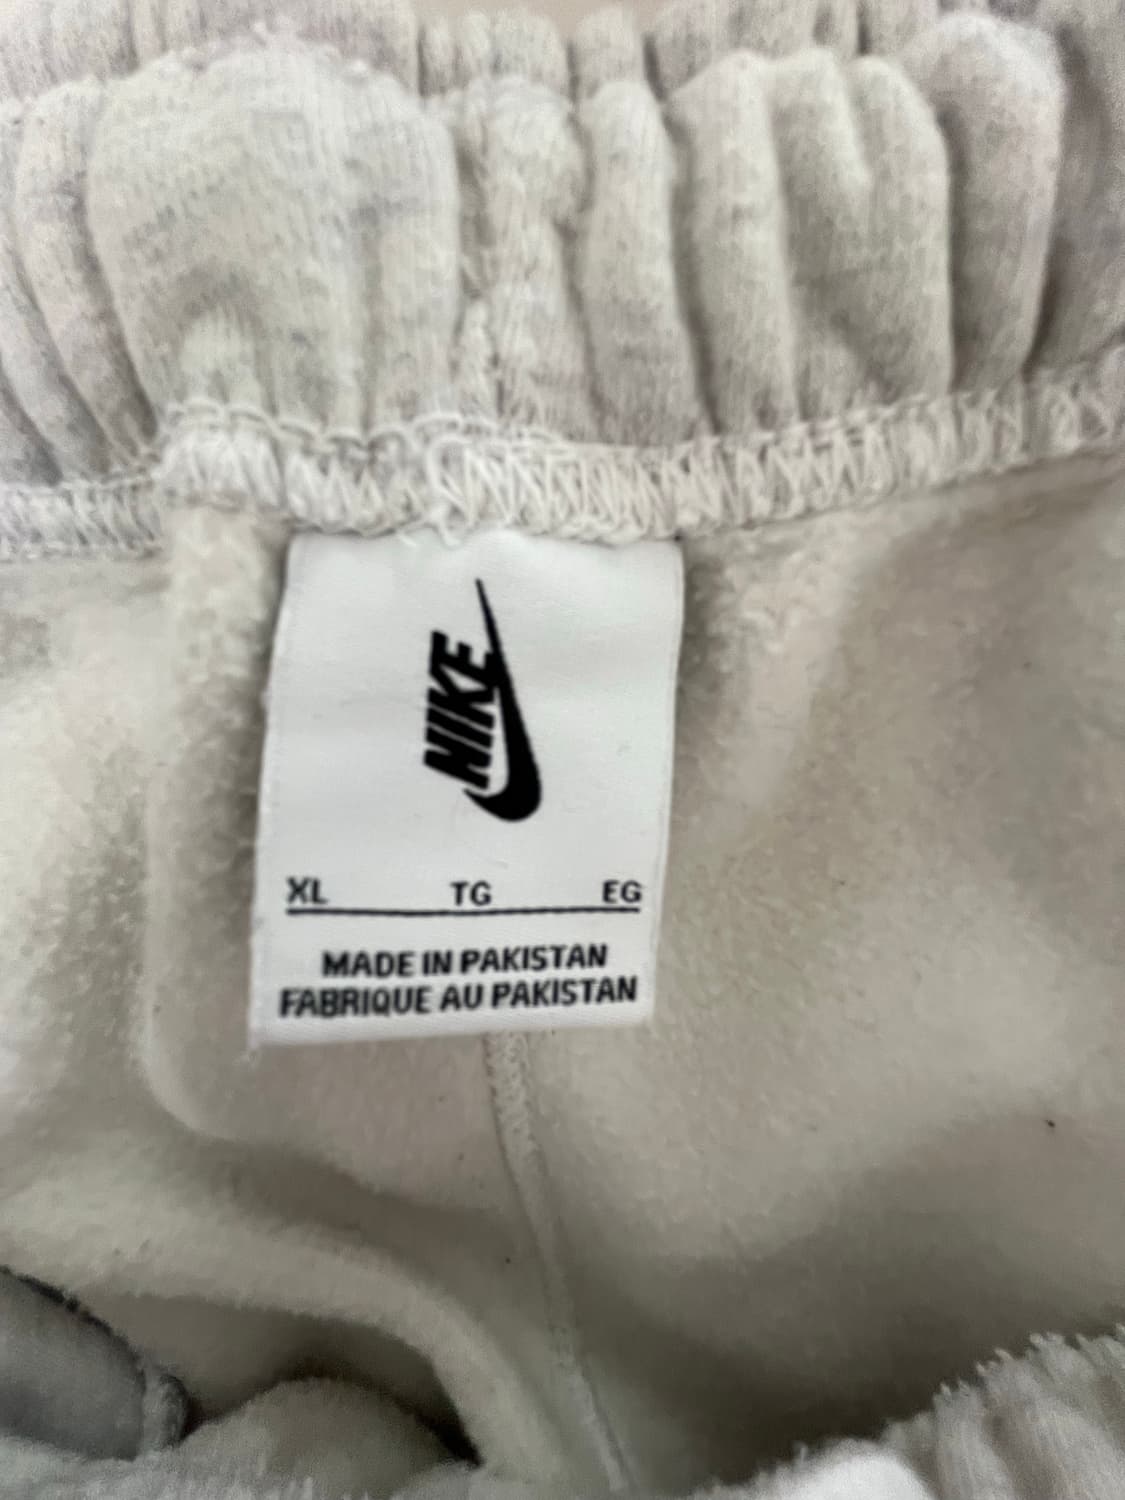 NIKE
XL TG EG
MADE IN PAKISTAN
FABRIQUE AU PAKISTAN